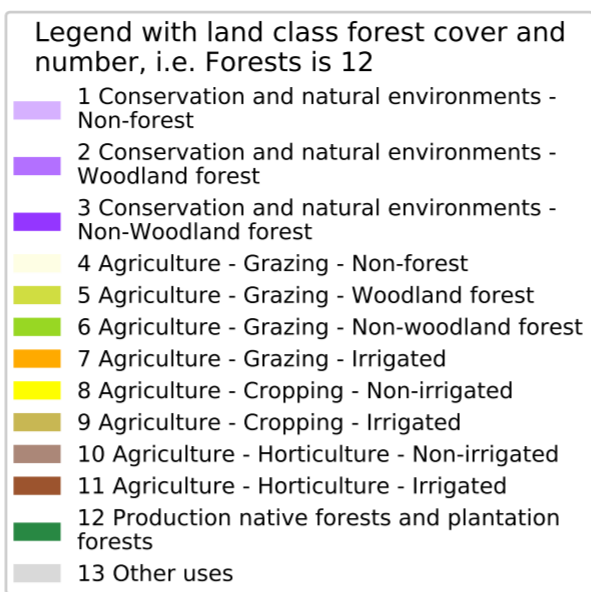 Legend with land class forest cover and
number, i.e. Forests is 12
1 Conservation and natural environments -
Non-forest
2 Conservation and natural environments -
Woodland forest
3 Conservation and natural environments -
Non-Woodland forest
4 Agriculture - Grazing - Non-forest
5 Agriculture - Grazing - Woodland forest
6 Agriculture - Grazing - Non-woodland forest
7 Agriculture - Grazing - Irrigated
8 Agriculture - Cropping - Non-irrigated
9 Agriculture - Cropping - Irrigated
10 Agriculture - Horticulture - Non-irrigated
11 Agriculture - Horticulture - Irrigated
12 Production native forests and plantation
forests
13 Other uses